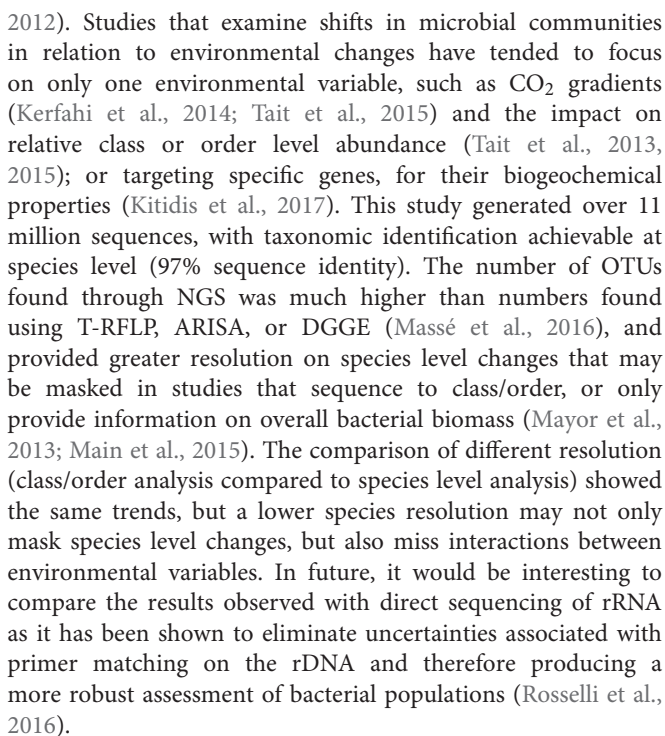 2012). Studies that examine shifts in microbial communities
in relation to environmental changes have tended to focus
on only one environmental variable, such as CO₂ gradients
(Kerfahi et al., 2014; Tait et al., 2015) and the impact on
relative class or order level abundance (Tait et al., 2013,
2015); or targeting specific genes, for their biogeochemical
properties (Kitidis et al., 2017). This study generated over 11
million sequences, with taxonomic identification achievable at
species level (97% sequence identity). The number of OTUs
found through NGS was much higher than numbers found
using T-RFLP, ARISA, or DGGE (Massé et al., 2016), and
provided greater resolution on species level changes that may
be masked in studies that sequence to class/order, or only
provide information on overall bacterial biomass (Mayor et al.,
2013; Main et al., 2015). The comparison of different resolution
(class/order analysis compared to species level analysis) showed
the same trends, but a lower species resolution may not only
mask species level changes, but also miss interactions between
environmental variables. In future, it would be interesting to
compare the results observed with direct sequencing of rRNA
as it has been shown to eliminate uncertainties associated with
primer matching on the rDNA and therefore producing a
more robust assessment of bacterial populations (Rosselli et al.,
2016).